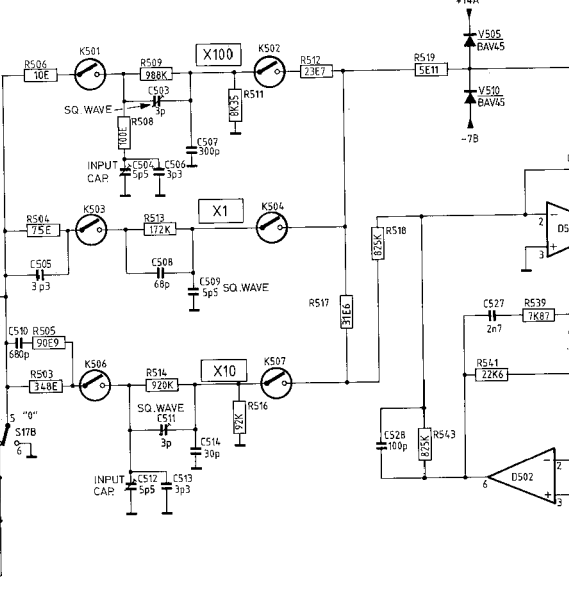 +14A
V505
BAV45
K501
R506
10E
R509
988K
X100
K502
R512
23E7
R519
5E11
C503
3p
SQ.WAVE
R508
100E
R511
8K35
V510
BAV45
-7B
C507
300p
INPUT
CAP.
C504
5p5
C506
3p3
X1
K503
R504
75E
R513
172K
K504
R518
825K
2
3
C505
3p3
C508
68p
C509
5p5
SQ.WAVE
R517
31E6
C527
2n7
R539
7K87
C510
680p
R505
90E9
K506
R503
348E
R514
920K
X10
K507
R541
22K6
SQ.WAVE
C511
3p
R516
92K
5
"0"
S17B
6
C514
30p
C528
100p
R543
825K
INPUT
CAP.
C512
5p5
C513
3p3
6
D502
2
3